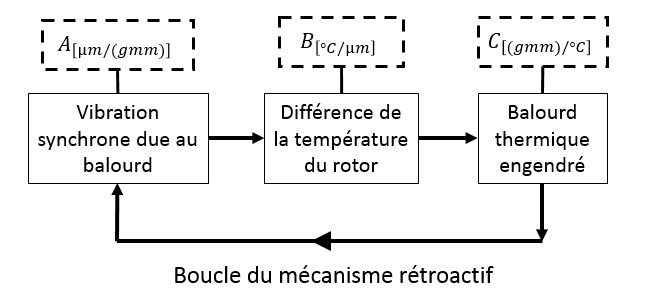 A[μm/(gmm)]
B[°C/μm]
C[(gmm)/°C]
Vibration
synchrone due au
balourd
Différence de
la température
du rotor
Balourd
thermique
engendré
Boucle du mécanisme rétroactif